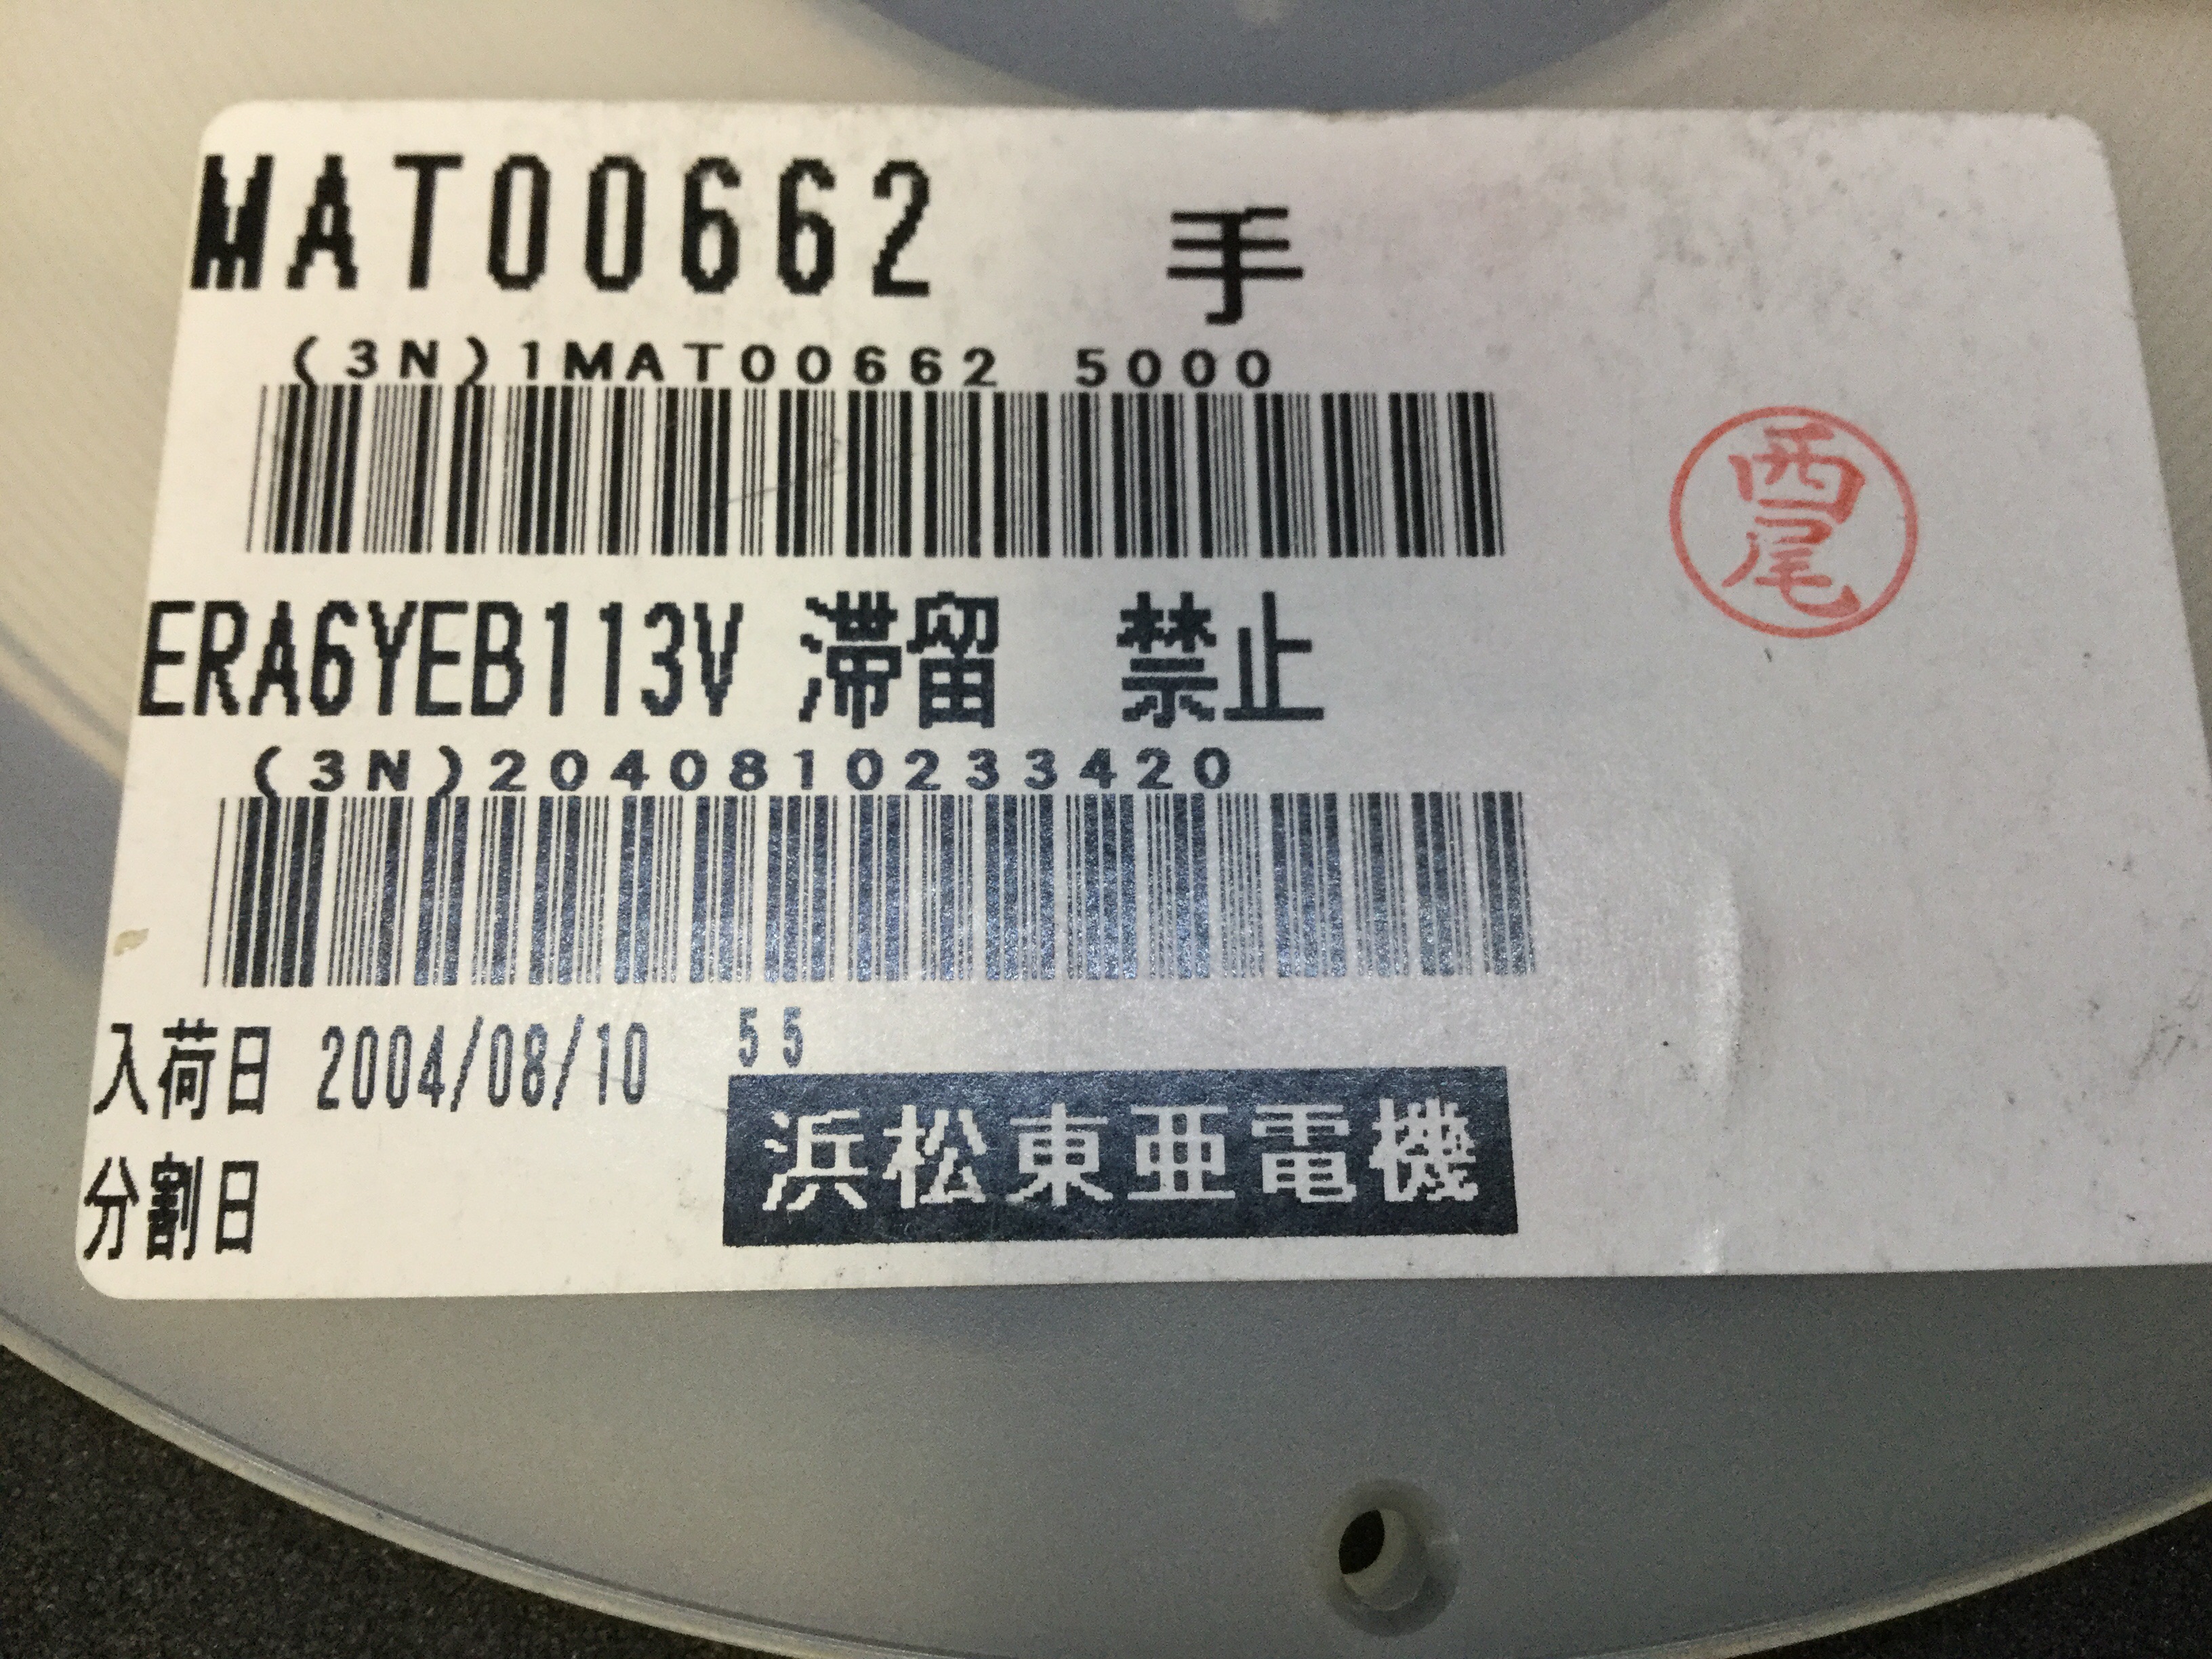 MAT00662 手
(3N)1MAT00662 5000
西尾
ERA6YEB113V 滞留 禁止
(3N)2040810233420
入荷日 2004/08/10 55
浜松東亜電機
分割日